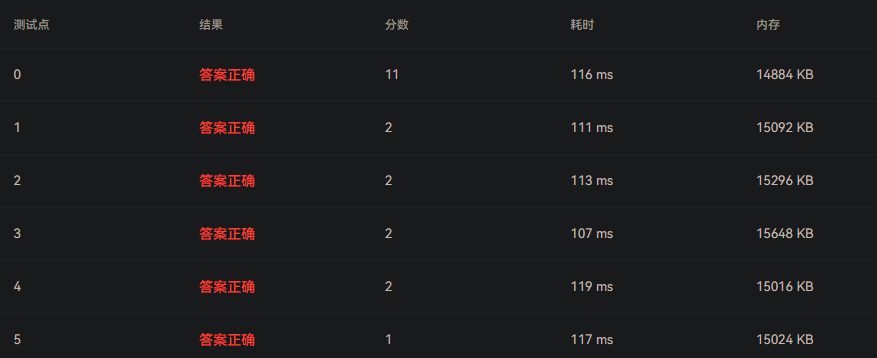 测试点 结果 分数 耗时 内存
0 答案正确 11 116 ms 14884 KB
1 答案正确 2 111 ms 15092 KB
2 答案正确 2 113 ms 15296 KB
3 答案正确 2 107 ms 15648 KB
4 答案正确 2 119 ms 15016 KB
5 答案正确 1 117 ms 15024 KB